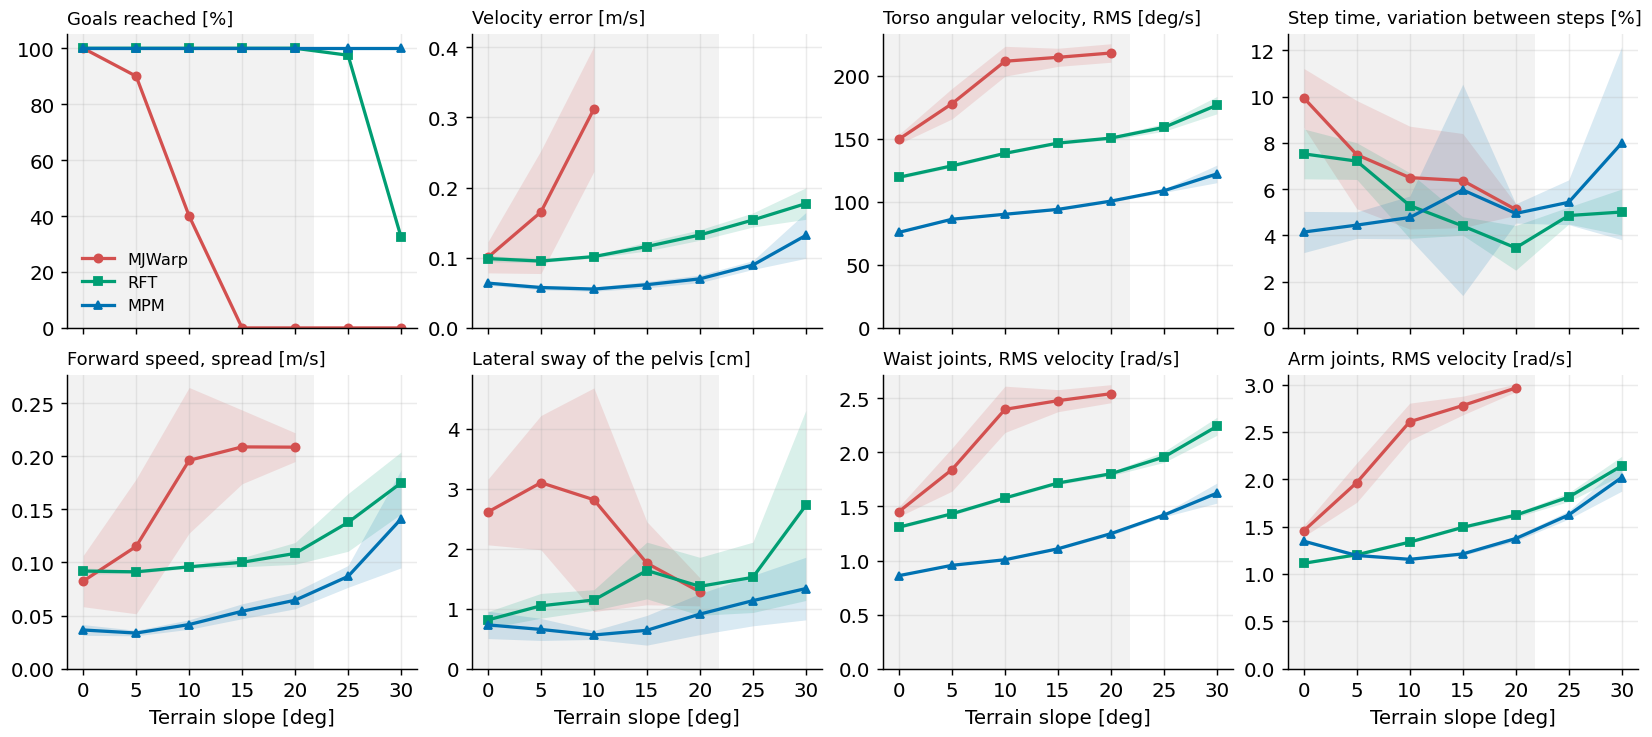 Goals reached [%]
100
80
60
40
20
0
MJWarp
RFT
MPM
Velocity error [m/s]
0.4
0.3
0.2
0.1
0.0
Torso angular velocity, RMS [deg/s]
200
150
100
50
0
Step time, variation between steps [%]
12
10
8
6
4
2
0
Forward speed, spread [m/s]
0.25
0.20
0.15
0.10
0.05
0.00
0 5 10 15 20 25 30
Terrain slope [deg]
Lateral sway of the pelvis [cm]
4
3
2
1
0
0 5 10 15 20 25 30
Terrain slope [deg]
Waist joints, RMS velocity [rad/s]
2.5
2.0
1.5
1.0
0.5
0.0
0 5 10 15 20 25 30
Terrain slope [deg]
Arm joints, RMS velocity [rad/s]
3.0
2.5
2.0
1.5
1.0
0.5
0.0
0 5 10 15 20 25 30
Terrain slope [deg]